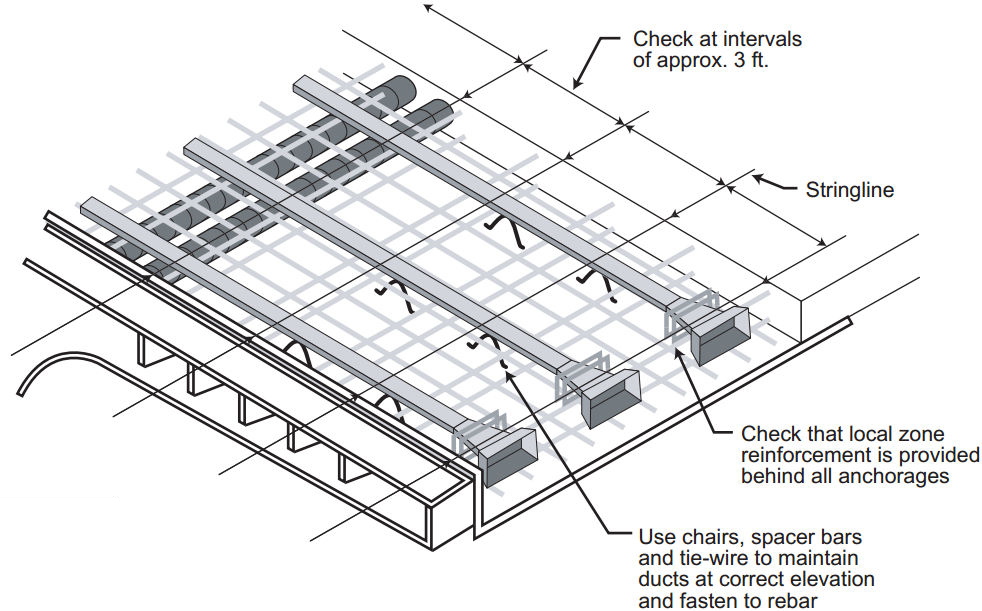 Check at intervals
of approx. 3 ft.
Stringline
Check that local zone
reinforcement is provided
behind all anchorages
Use chairs, spacer bars
and tie-wire to maintain
ducts at correct elevation
and fasten to rebar